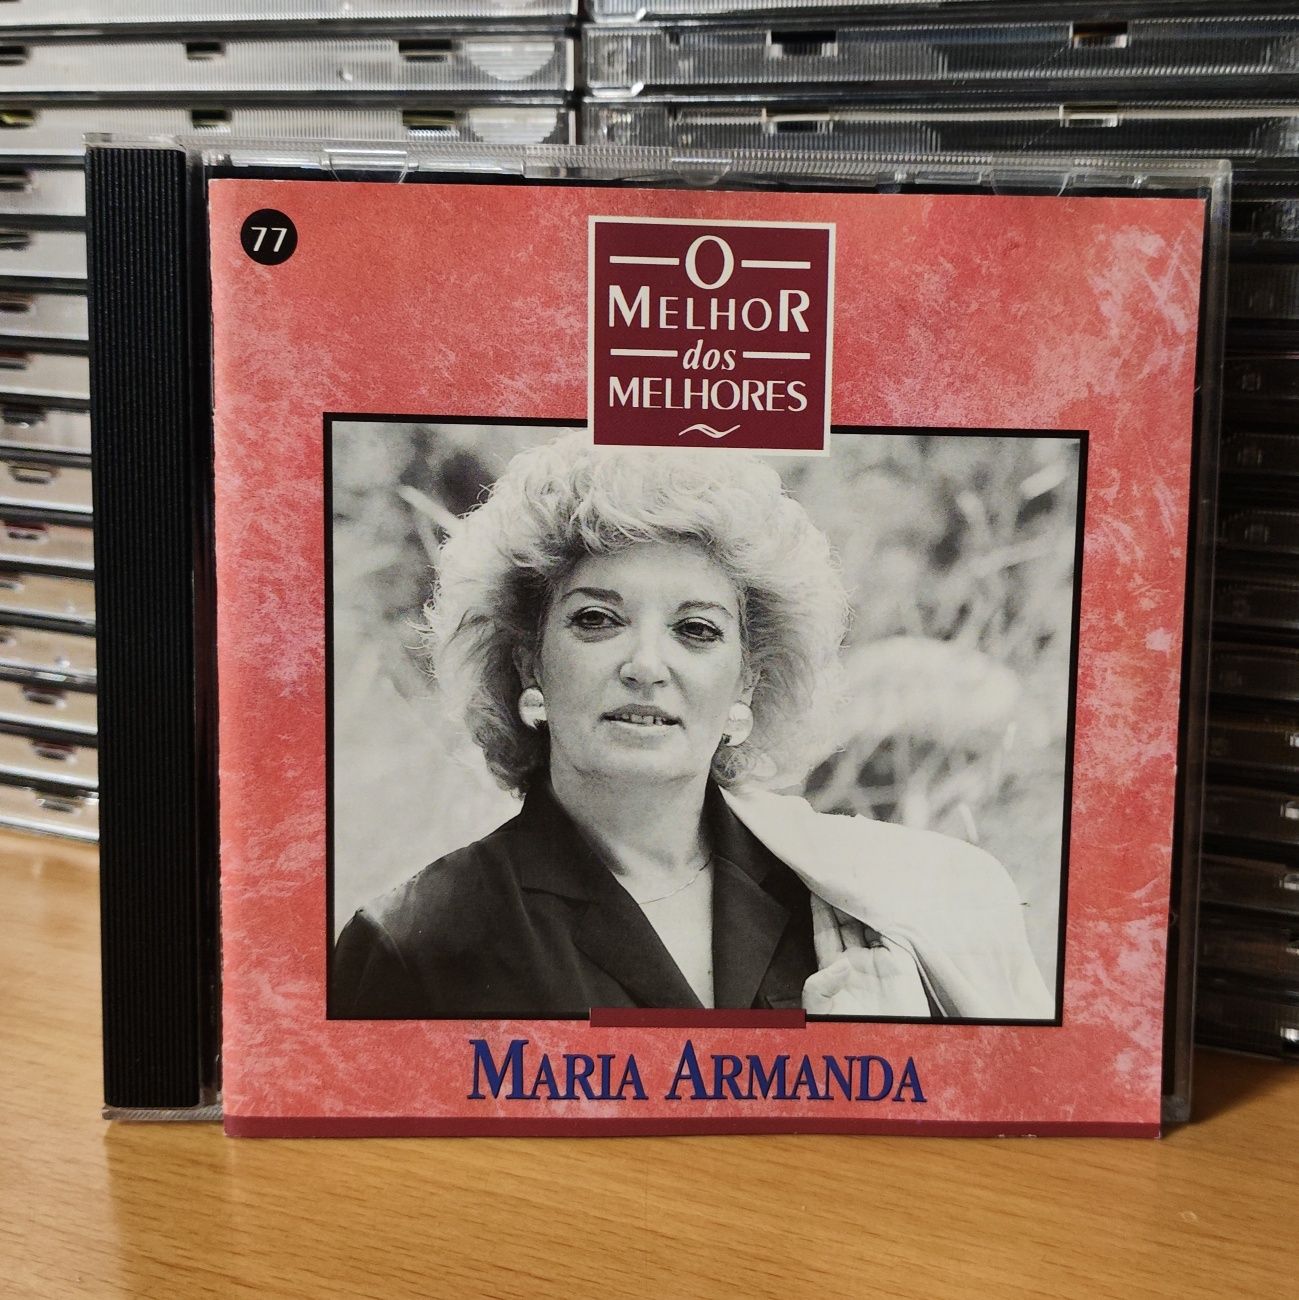 77
O
MELHOR
dos
MELHORES
MARIA ARMANDA